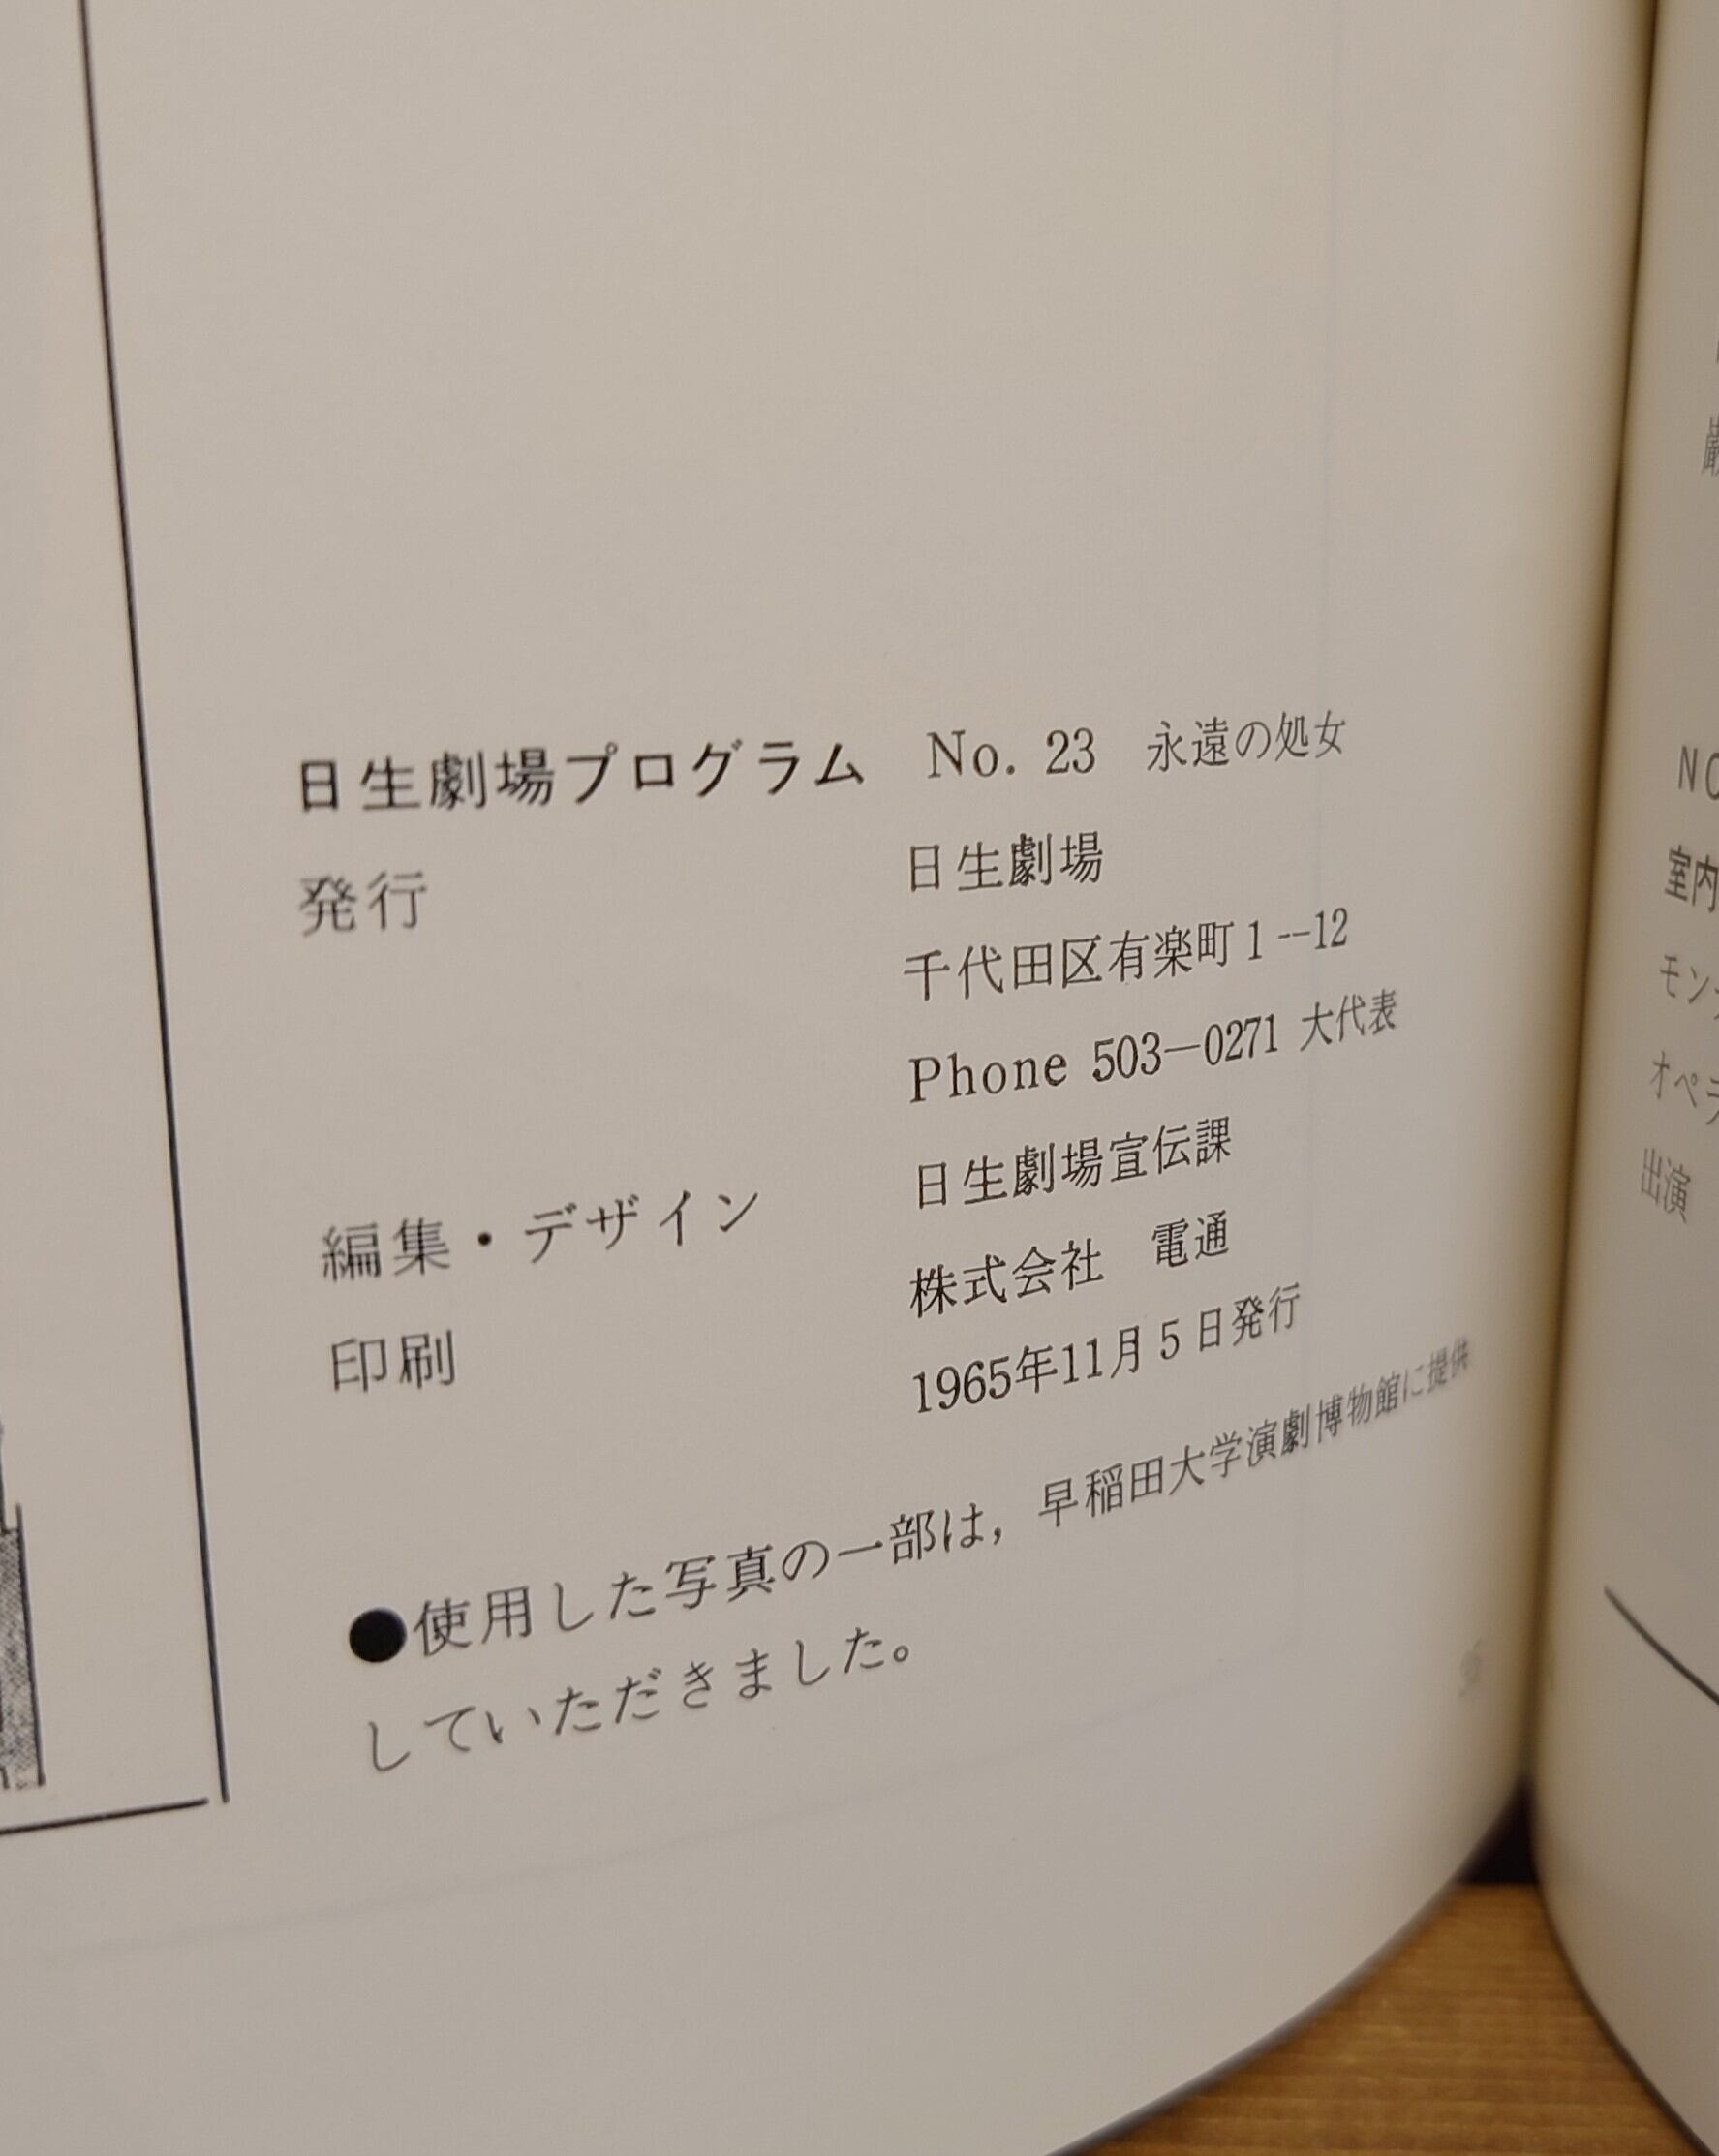 日生劇場プログラム No. 23 永遠の処女
発行 日生劇場
千代田区有楽町1--12
Phone 503—0271 大代表
編集・デザイン 日生劇場宣伝課
印刷 株式会社 電通
1965年11月5日発行
●使用した写真の一部は，早稲田大学演劇博物館に提供
していただきました。
室内
出演